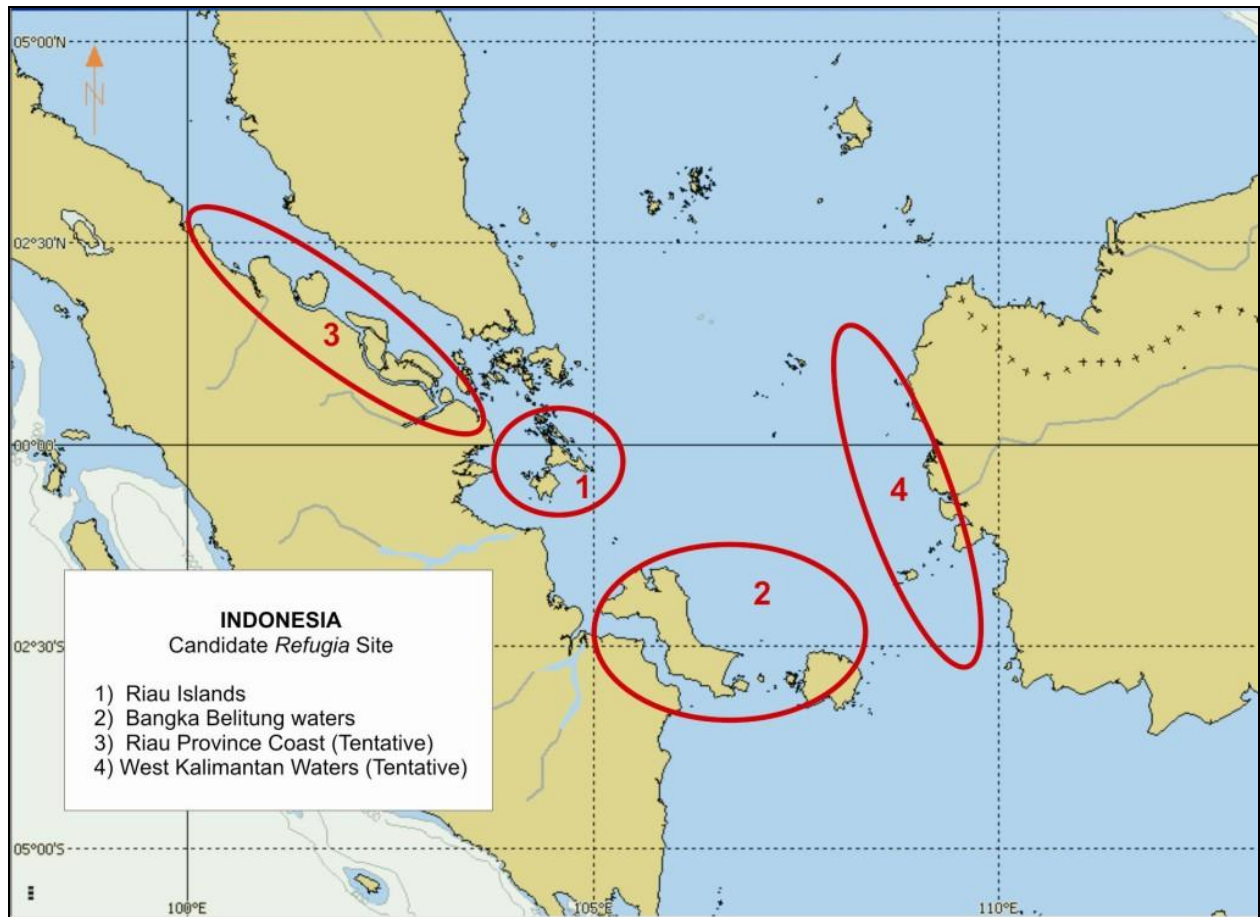 05°00'N
N
02°30'N
3
00°00'
1
4
2
INDONESIA
Candidate Refugia Site
02°30'S
1) Riau Islands
2) Bangka Belitung waters
3) Riau Province Coast (Tentative)
4) West Kalimantan Waters (Tentative)
05°00'S
100°E
105°E
110°E